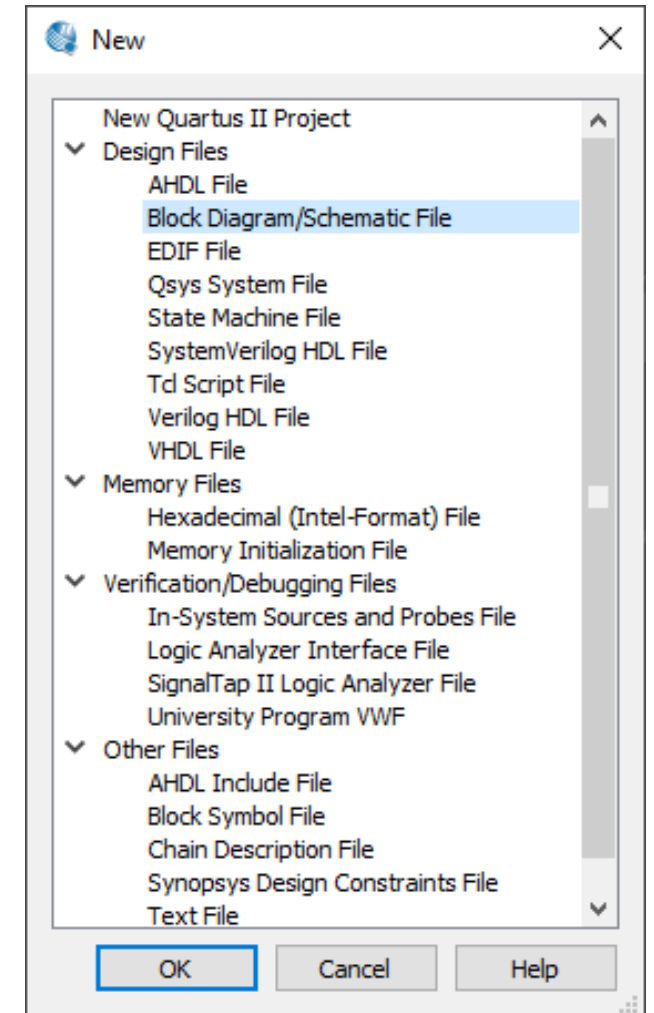 New
New Quartus II Project
Design Files
AHDL File
Block Diagram/Schematic File
EDIF File
Qsys System File
State Machine File
SystemVerilog HDL File
Tcl Script File
Verilog HDL File
VHDL File
Memory Files
Hexadecimal (Intel-Format) File
Memory Initialization File
Verification/Debugging Files
In-System Sources and Probes File
Logic Analyzer Interface File
SignalTap II Logic Analyzer File
University Program VWF
Other Files
AHDL Include File
Block Symbol File
Chain Description File
Synopsys Design Constraints File
Text File
OK Cancel Help